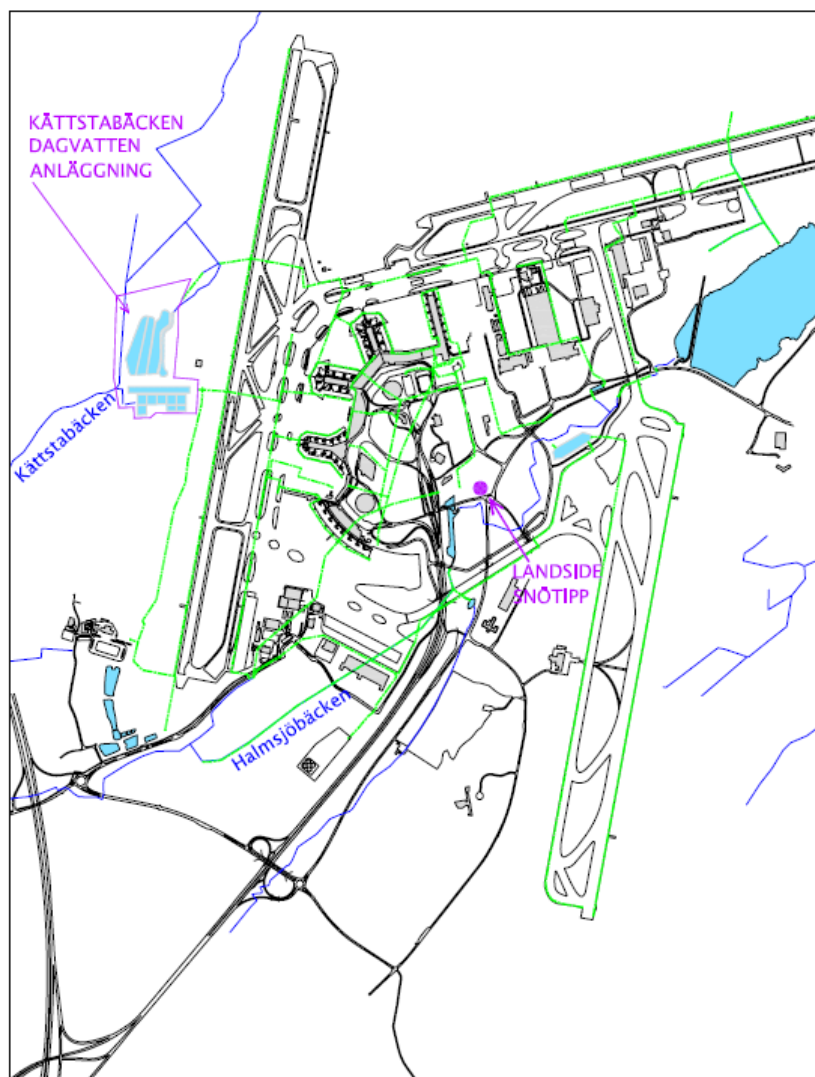 KÄTTSTABÄCKEN
DAGVATTEN
ANLÄGGNING
Kättstabäcken
LANDSIDE
SNÖTIPP
Halmsjöbäcken